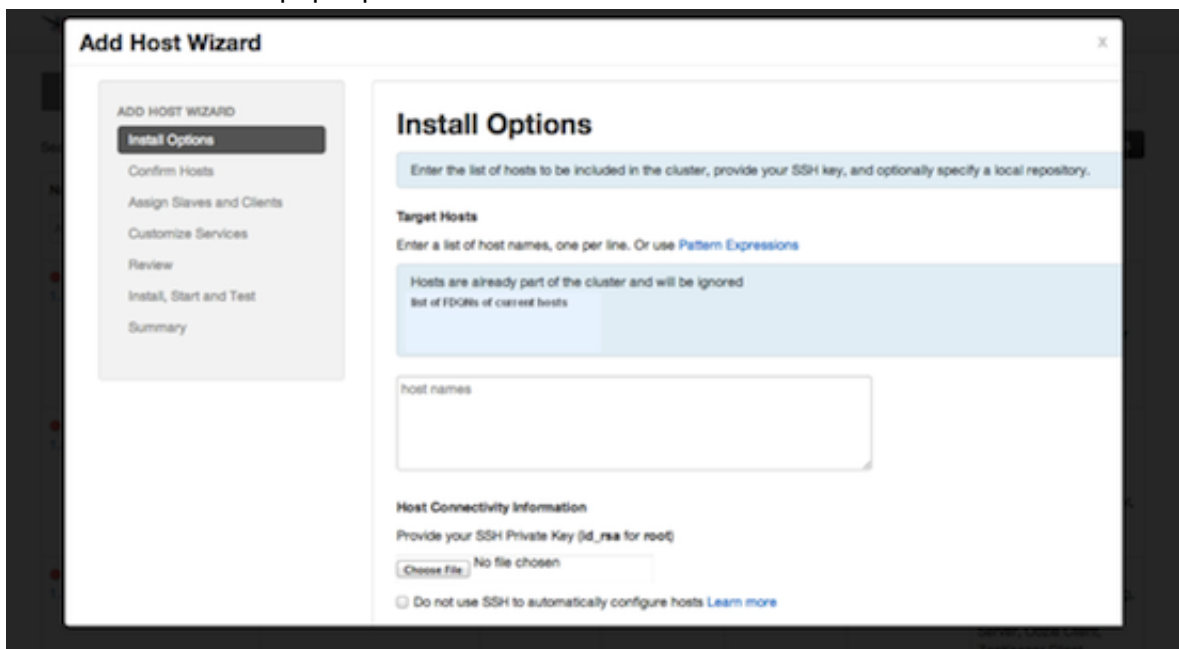 Add Host Wizard
x
ADD HOST WIZARD
Install Options
Confirm Hosts
Assign Slaves and Clients
Customize Services
Review
Install, Start and Test
Summary
Install Options
Enter the list of hosts to be included in the cluster, provide your SSH key, and optionally specify a local repository.
Target Hosts
Enter a list of host names, one per line. Or use Pattern Expressions
Hosts are already part of the cluster and will be ignored
list of FDQNs of current hosts
host names
Host Connectivity Information
Provide your SSH Private Key (id_rsa for root)
Choose File No file chosen
Do not use SSH to automatically configure hosts Learn more